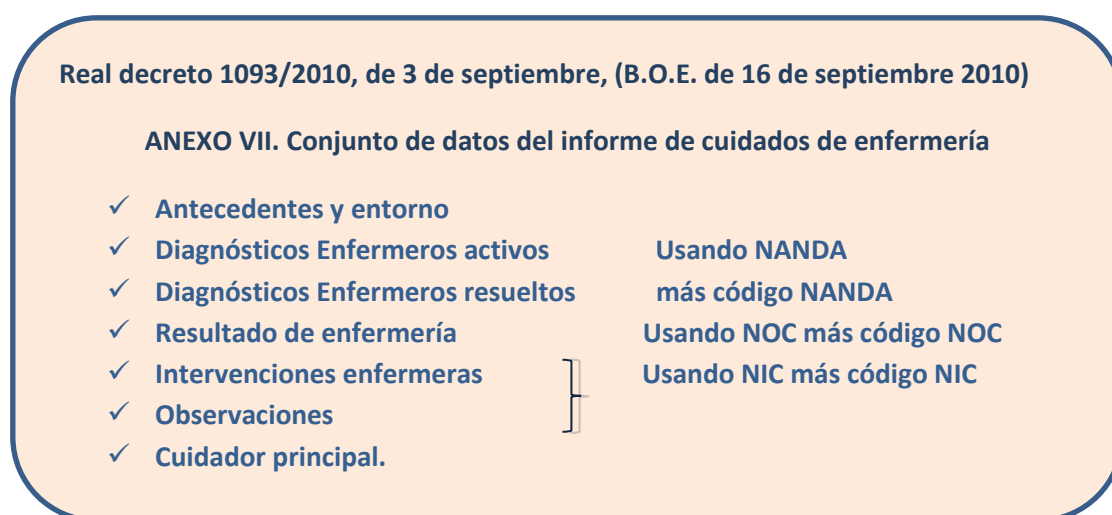 Real decreto 1093/2010, de 3 de septiembre, (B.O.E. de 16 de septiembre 2010)
ANEXO VII. Conjunto de datos del informe de cuidados de enfermería
✓ Antecedentes y entorno
✓ Diagnósticos Enfermeros activos Usando NANDA
✓ Diagnósticos Enfermeros resueltos más código NANDA
✓ Resultado de enfermería Usando NOC más código NOC
✓ Intervenciones enfermeras Usando NIC más código NIC
✓ Observaciones
✓ Cuidador principal.